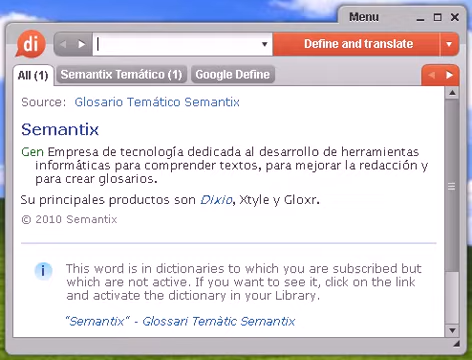 Menu
di
Define and translate
All (1) Semantix Temático (1) Google Define
Source: Glosario Temático Semantix
Semantix
Gen Empresa de tecnología dedicada al desarrollo de herramientas
informáticas para comprender textos, para mejorar la redacción y
para crear glosarios.
Su principales productos son Dixio, Xtyle y Gloxr.
© 2010 Semantix
i
This word is in dictionaries to which you are subscribed but
which are not active. If you want to see it, click on the link
and activate the dictionary in your Library.
"Semantix" - Glossari Temàtic Semantix